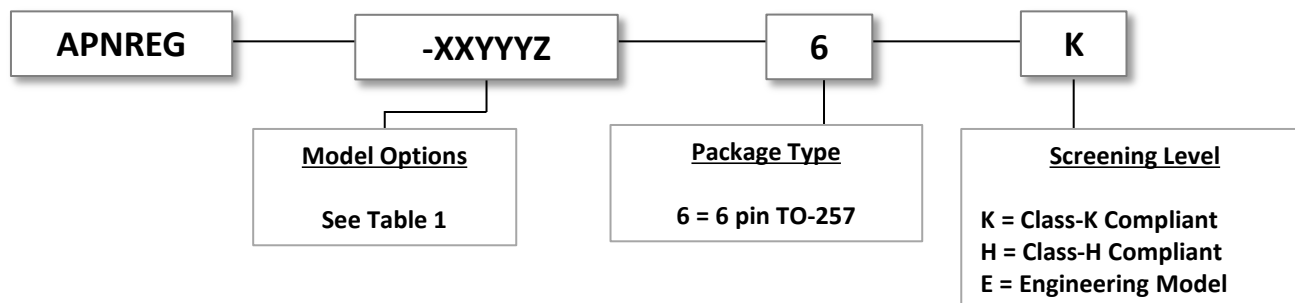 APNREG
-XXYYYZ
6
K
Model Options
See Table 1
Package Type
6 = 6 pin TO-257
Screening Level
K = Class-K Compliant
H = Class-H Compliant
E = Engineering Model